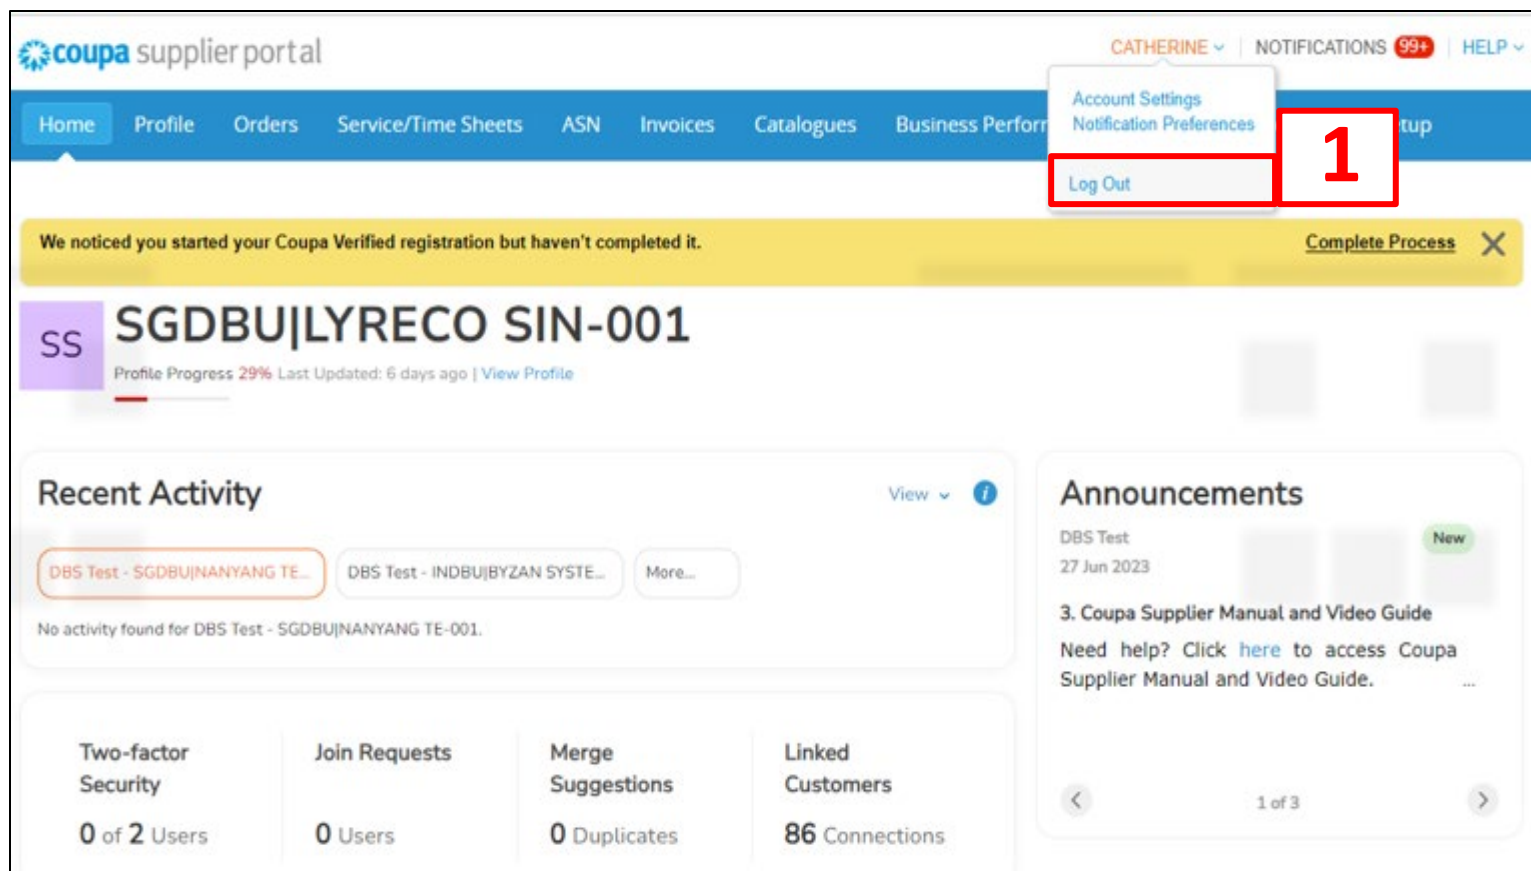 coupa supplier portal
CATHERINE
NOTIFICATIONS 99+
HELP
Account Settings
Notification Preferences
Log Out
1
Home Profile Orders Service/Time Sheets ASN Invoices Catalogues Business
We noticed you started your Coupa Verified registration but haven't completed it. Complete Process
SS
SGDBU|LYRECO SIN-001
Profile Progress 29% Last Updated: 6 days ago | View Profile
Recent Activity
View
i
DBS Test - SGDBU|NANYANG TE...
DBS Test - INDBU|BYZAN SYSTE...
More...
No activity found for DBS Test - SGDBU|NANYANG TE-001.
Announcements
DBS Test
New
27 Jun 2023
3. Coupa Supplier Manual and Video Guide
Need help? Click here to access Coupa
Supplier Manual and Video Guide. ...
1 of 3
Two-factor
Security
0 of 2 Users
Join Requests
0 Users
Merge
Suggestions
0 Duplicates
Linked
Customers
86 Connections